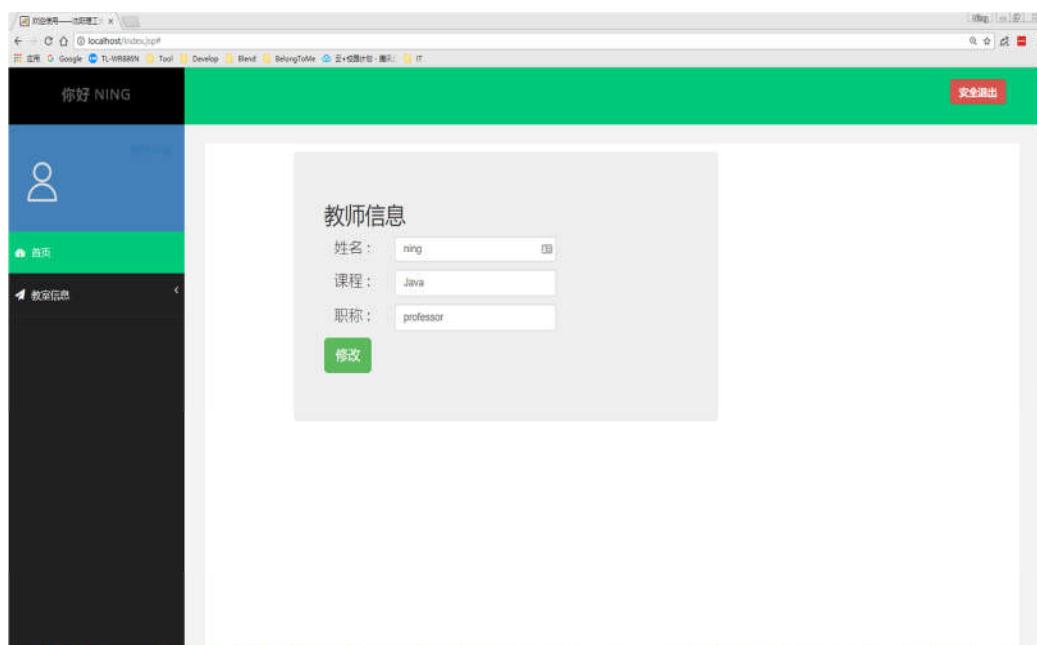 localhost/index.jsp#
应用 Google TL-WR886N Tool Develop Blend BelongToMe IT
你好 NING
安全退出
首页
教室信息
教师信息
姓名： ning
课程： Java
职称： professor
修改